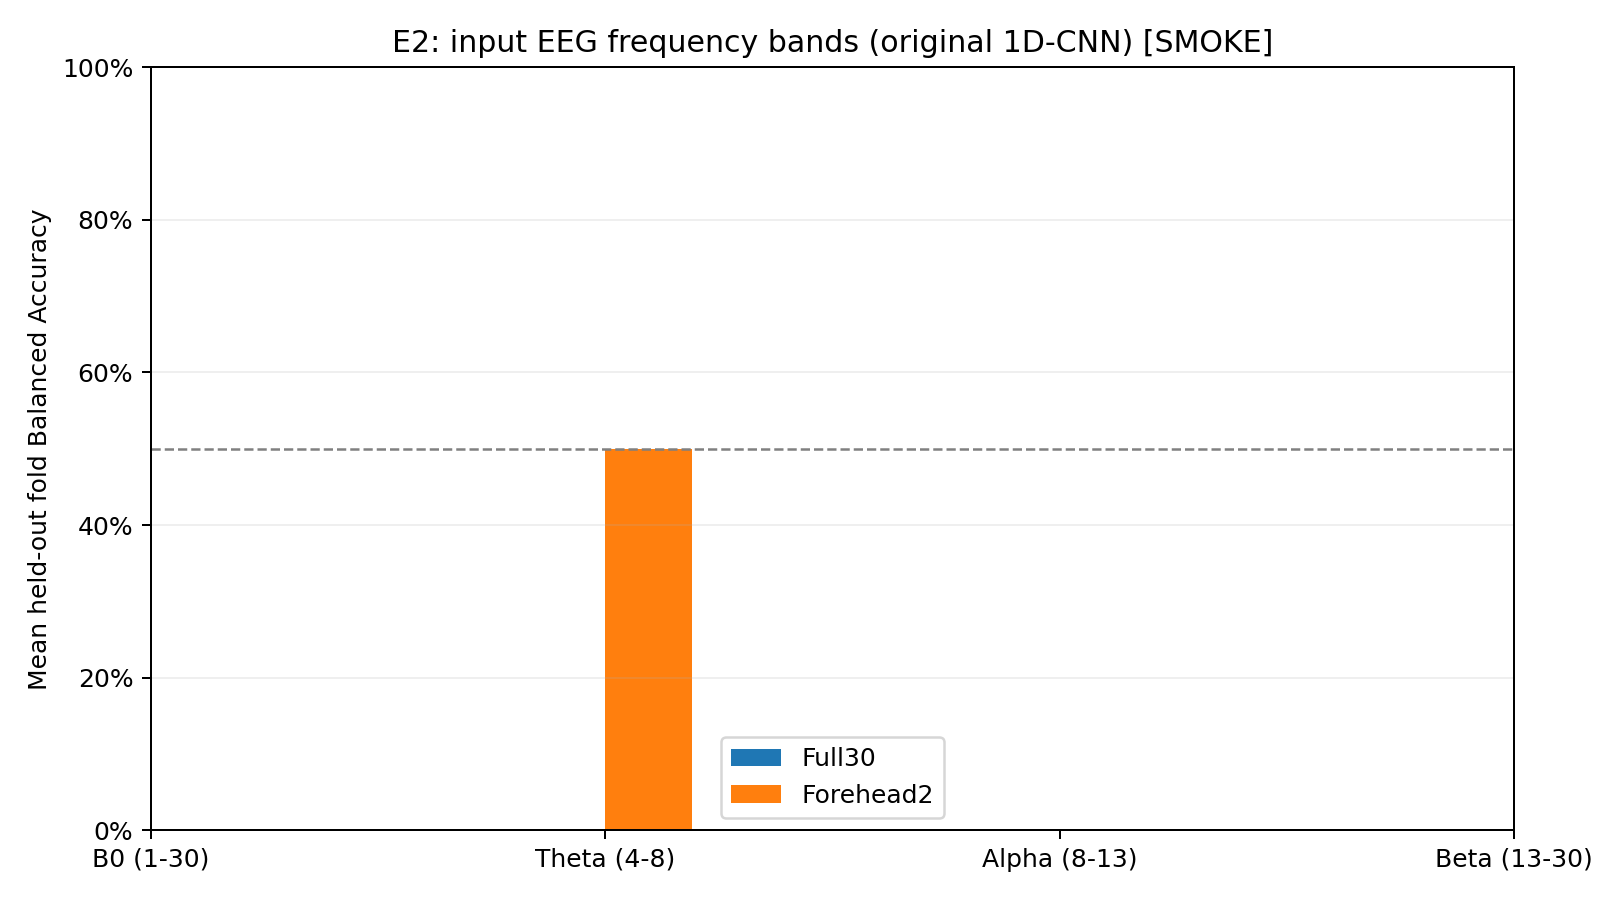 E2: input EEG frequency bands (original 1D-CNN) [SMOKE]
Mean held-out fold Balanced Accuracy
100%
80%
60%
40%
20%
0%
Full30
Forehead2
B0 (1-30)
Theta (4-8)
Alpha (8-13)
Beta (13-30)